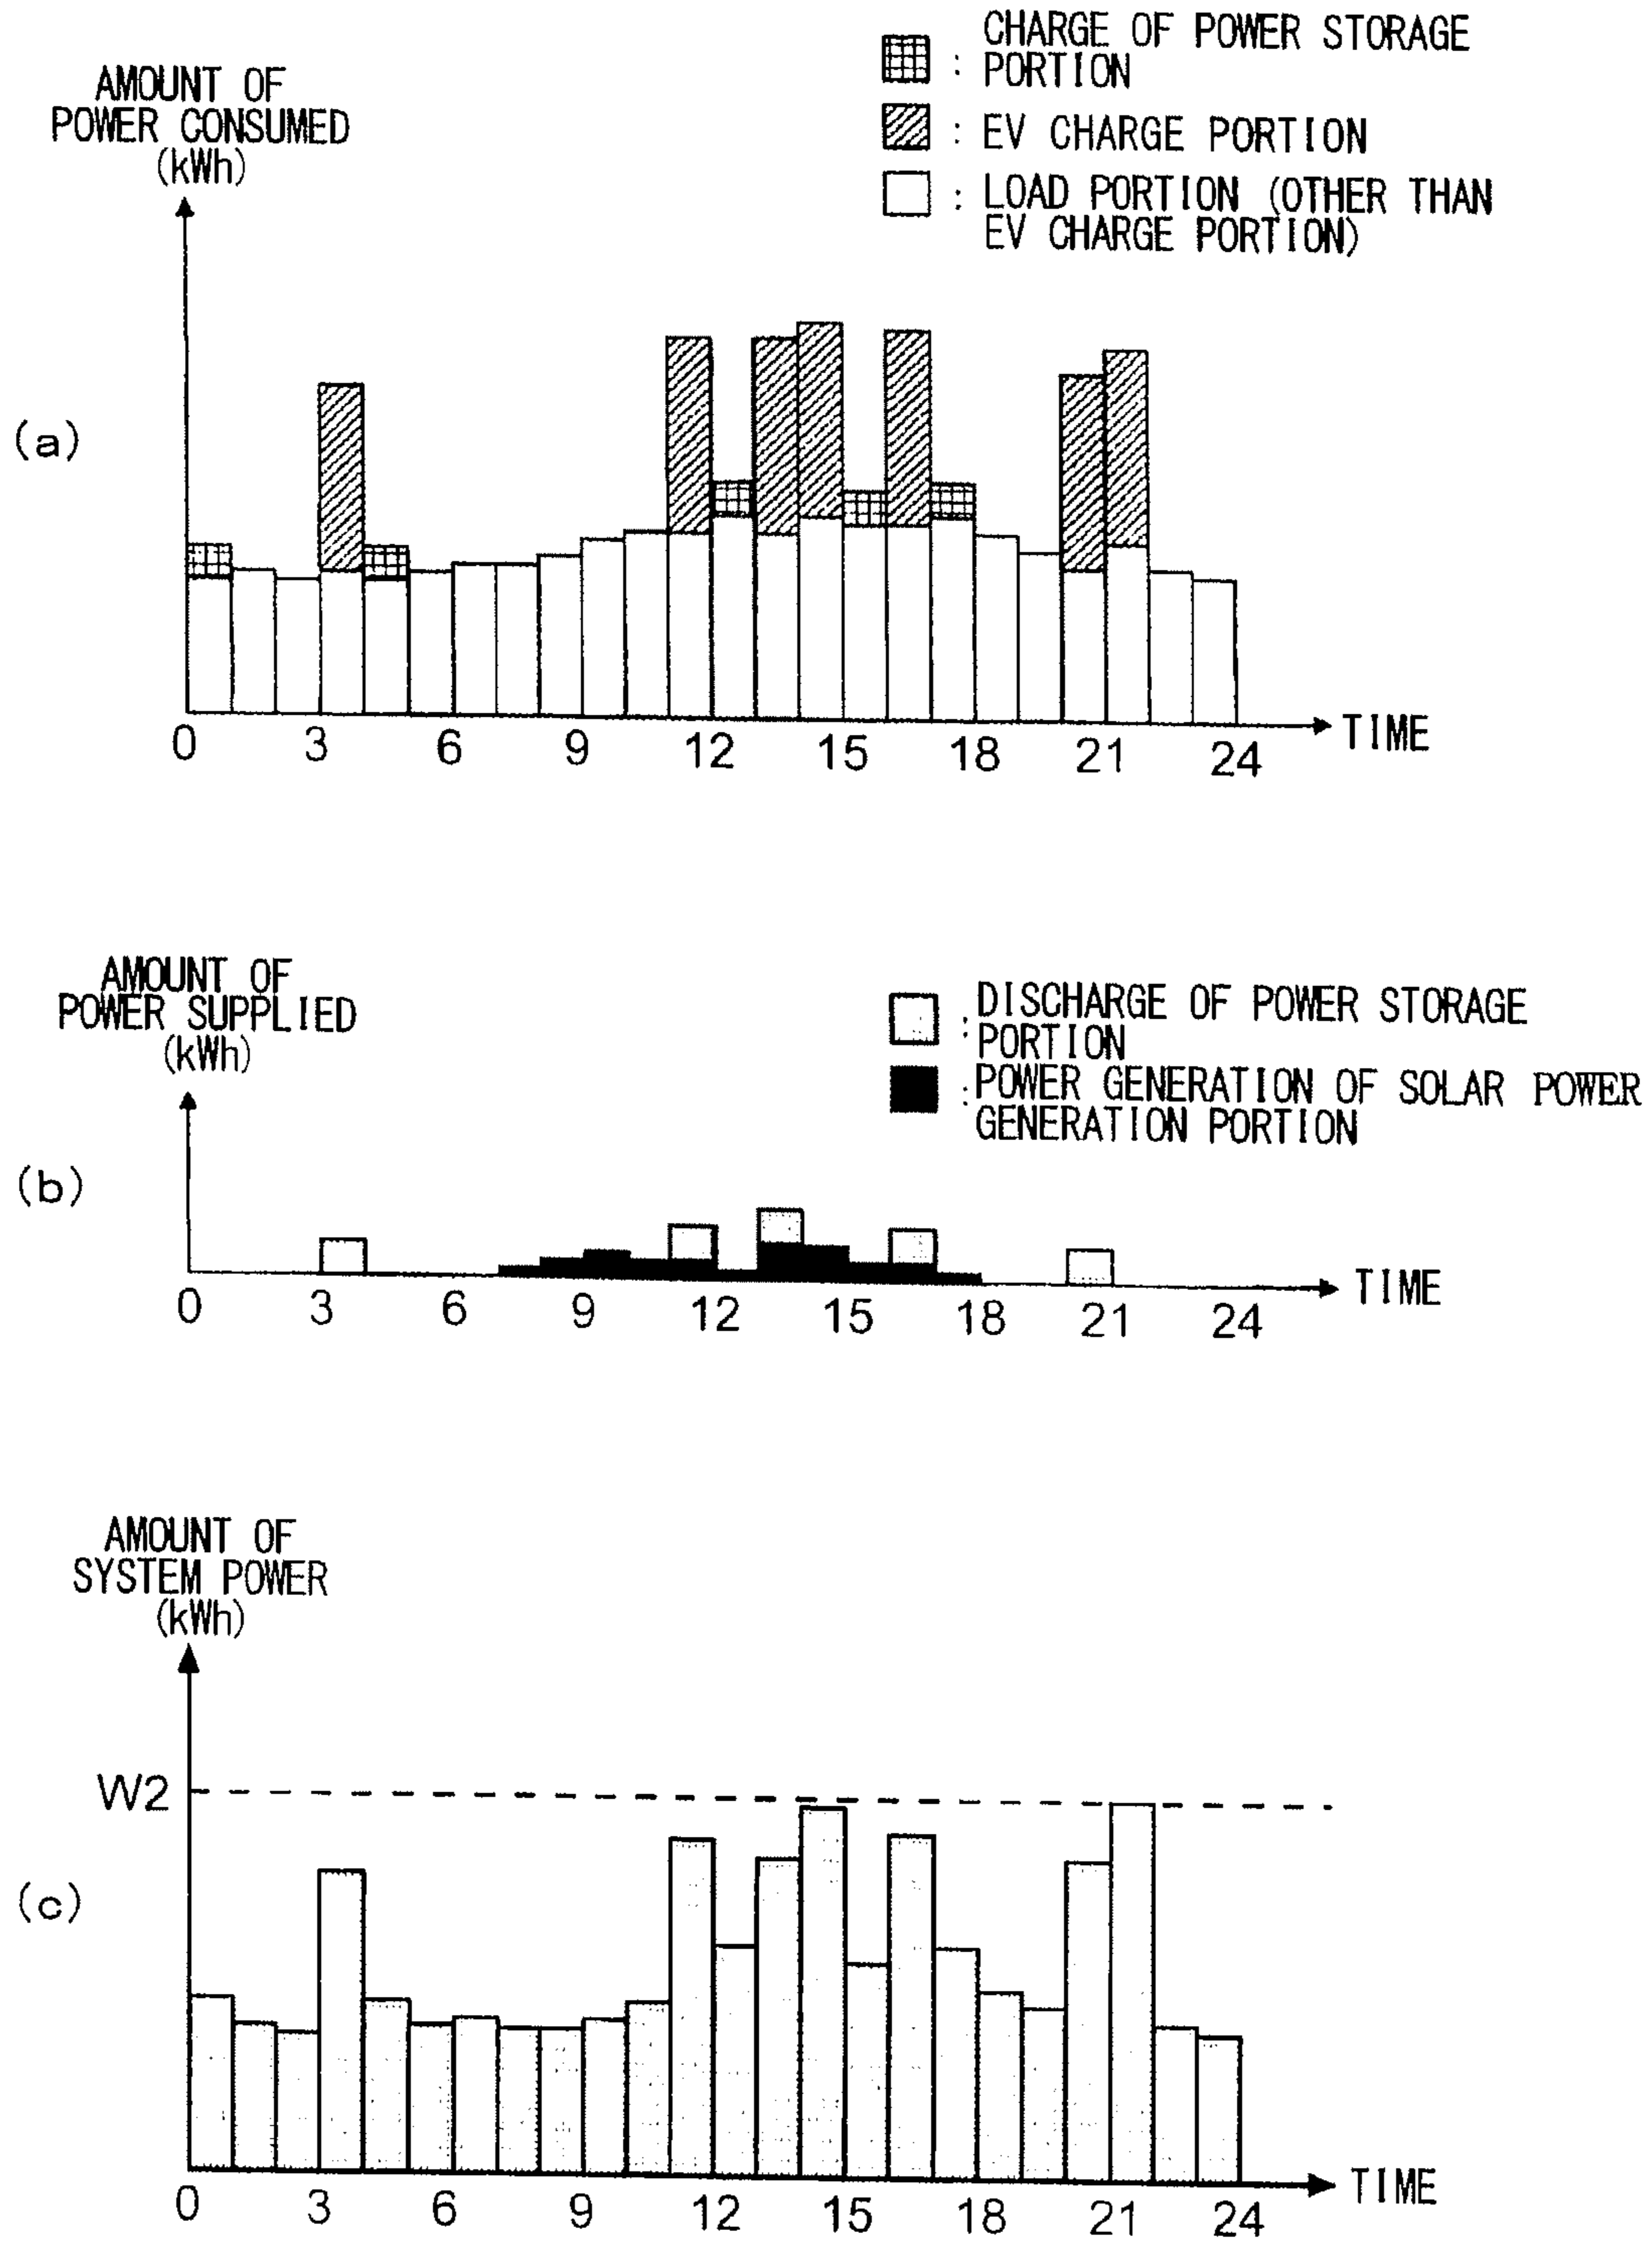 CHARGE OF POWER STORAGE
: PORTION
AMOUNT OF
POWER CONSUMED
(kWh)
: EV CHARGE PORTION
: LOAD PORTION (OTHER THAN
EV CHARGE PORTION)
(a)
0 3 6 9 12 15 18 21 24 TIME
AMOUNT OF
POWER SUPPLIED
(kWh)
: DISCHARGE OF POWER STORAGE
PORTION
: POWER GENERATION OF SOLAR POWER
GENERATION PORTION
(b)
0 3 6 9 12 15 18 21 24 TIME
AMOUNT OF
SYSTEM POWER
(kWh)
W2
(c)
0 3 6 9 12 15 18 21 24 TIME